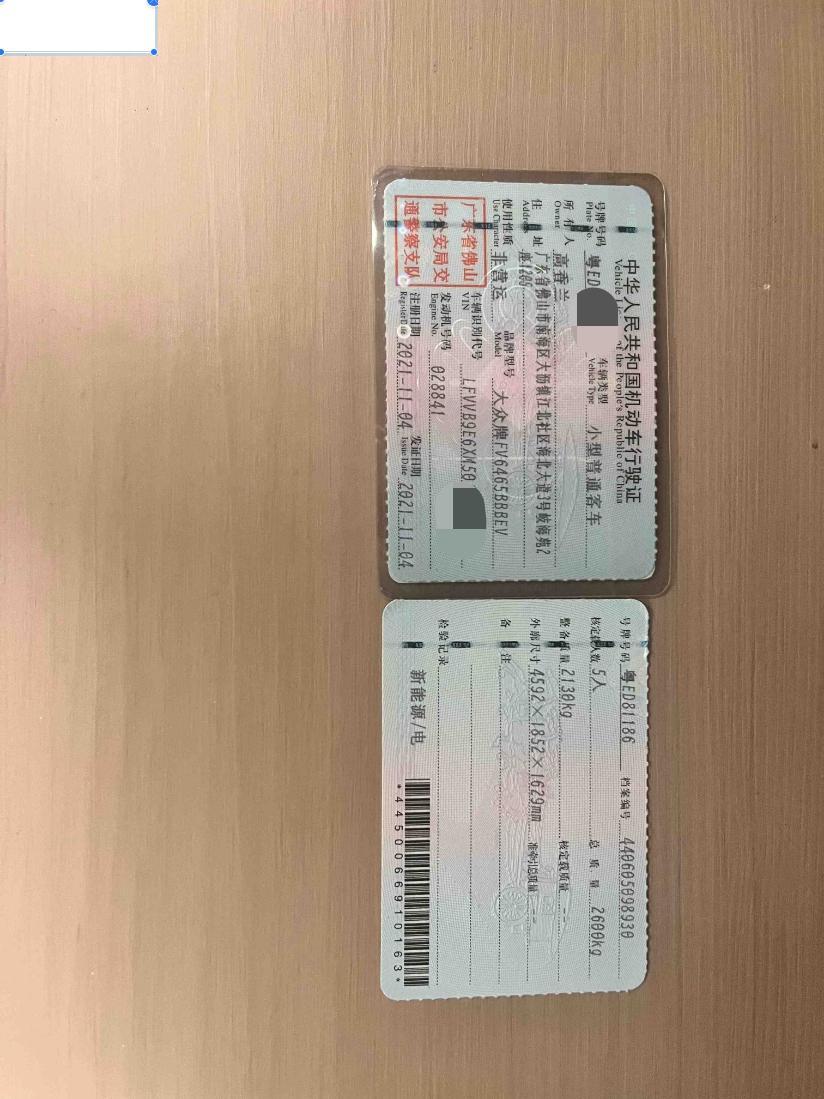 中华人民共和国机动车行驶证
Vehicle of the People's Republic of China
号牌号码 粤ED 车辆类型 小型普通客车
Plate No. Vehicle Type
所有人 高香兰
Owner
住址 广东省佛山市南海区大沥镇江北社区海北大道3号岐海苑2
Address 座1205
使用性质 非营运 品牌型号 大众牌FV6465BBBEV
Use Character Model
广东省佛山
市公安局交
通警察支队
车辆识别代号 LFVVB9E6XM50
VIN
发动机号码 028841
Engine No.
注册日期 2021-11-04 发证日期 2021-11-04
Register Date Issue Date
号牌号码 粤ED81186 档案编号 440605098930
核定载人数 5人 总质量 2600kg
整备质量 2130kg 核定载质量 --
外廓尺寸 4592×1852×1629mm 准牵引总质量 --
备注
检验记录
新能源/电
*4450066910163*